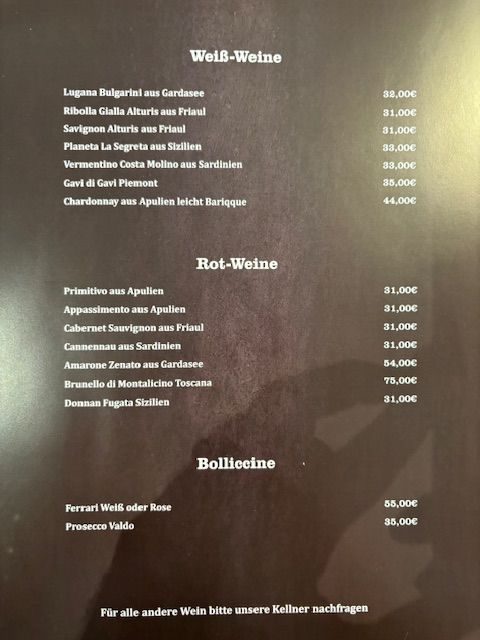 Weiß-Weine
Lugana Bulgarini aus Gardasee 32,00€
Ribolla Gialla Alturis aus Friaul 31,00€
Savignon Alturis aus Friaul 31,00€
Planeta La Segreta aus Sizilien 33,00€
Vermentino Costa Molino aus Sardinien 33,00€
Gavi di Gavi Piemont 35,00€
Chardonnay aus Apulien leicht Bariqque 44,00€
Rot-Weine
Primitivo aus Apulien 31,00€
Appassimento aus Apulien 31,00€
Cabernet Sauvignon aus Friaul 31,00€
Cannennau aus Sardinien 31,00€
Amarone Zenato aus Gardasee 54,00€
Brunello di Montalicino Toscana 75,00€
Donnan Fugata Sizilien 31,00€
Bolliccine
Ferrari Weiß oder Rose 55,00€
Prosecco Valdo 35,00€
Für alle andere Wein bitte unsere Kellner nachfragen